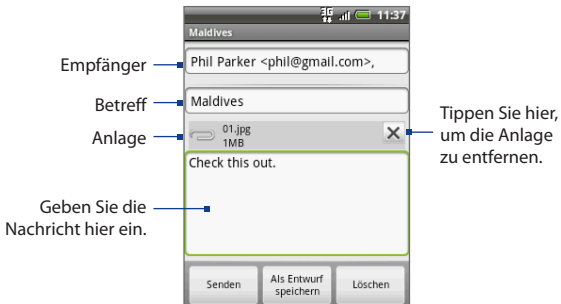 3G 11:37
Maldives
Empfänger
Phil Parker <phil@gmail.com>,
Betreff
Maldives
Anlage
01.jpg
1MB
Tippen Sie hier,
um die Anlage
zu entfernen.
Check this out.
Geben Sie die
Nachricht hier ein.
Senden
Als Entwurf
speichern
Löschen